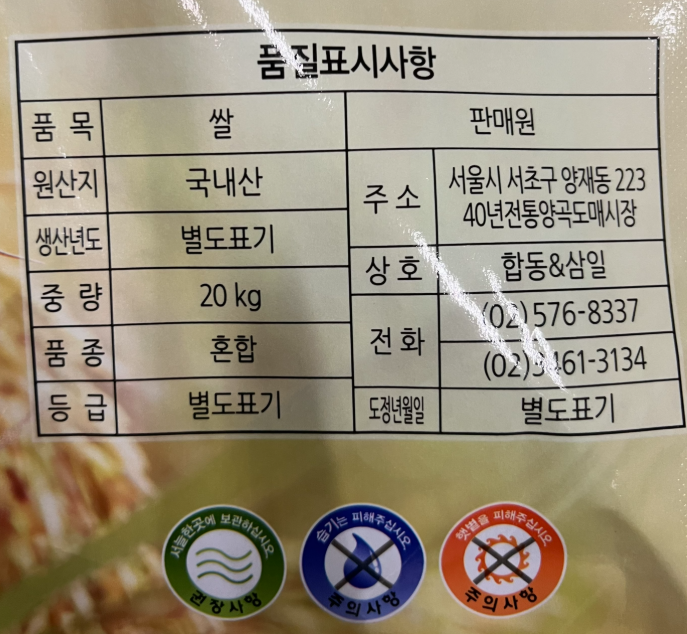 품질표시사항
품 목 쌀 판매원
원산지 국내산
주 소 서울시 서초구 양재동 223
40년전통양곡도매시장
생산년도 별도표기
상 호 합동&삼일
중 량 20 kg
전 화 (02)576-8337
(02)3461-3134
품 종 혼합
등 급 별도표기
도정년월일 별도표기
서늘한곳에 보관하십시오
권장사항
습기는 피해주십시오
주의사항
햇볕을 피해주십시오
주의사항